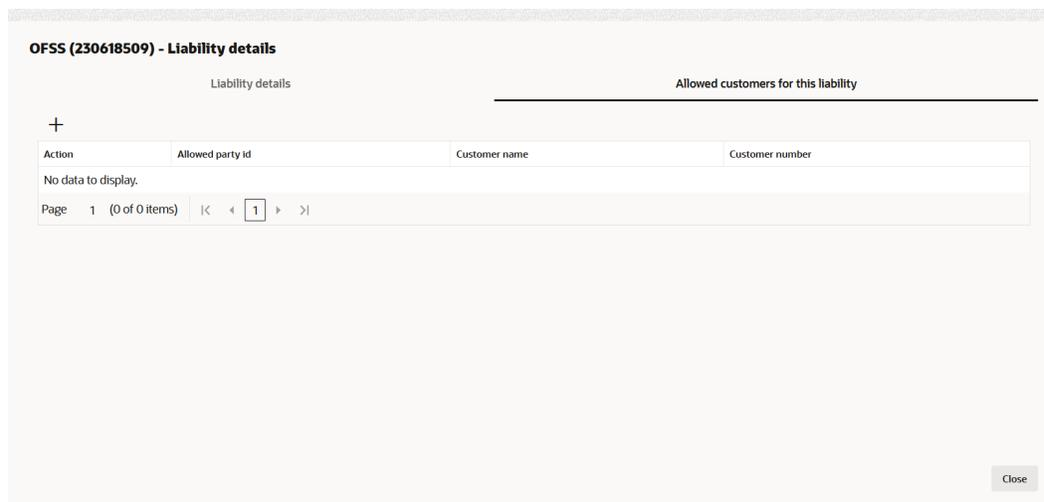 OFSS (230618509) - Liability details
Liability details Allowed customers for this liability
Action Allowed party id Customer name Customer number
No data to display.
Page 1 (0 of 0 items) 1
Close